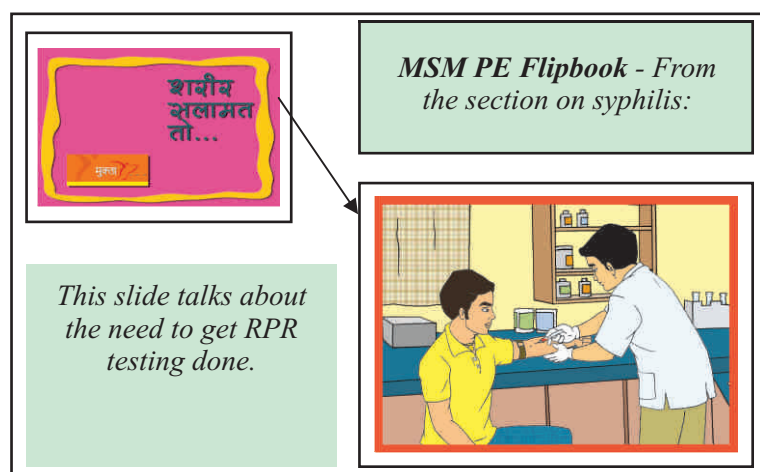 शरीर
सलामत
तो...
मुक्ता
MSM PE Flipbook - From
the section on syphilis:
This slide talks about
the need to get RPR
testing done.